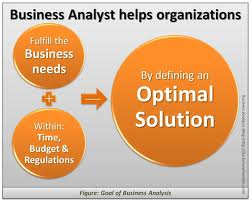 Business Analyst helps organizations
Fulfill the
Business
needs
+
Within:
Time,
Budget &
Regulations
By defining an
Optimal
Solution
Figure: Goal of Business Analysis